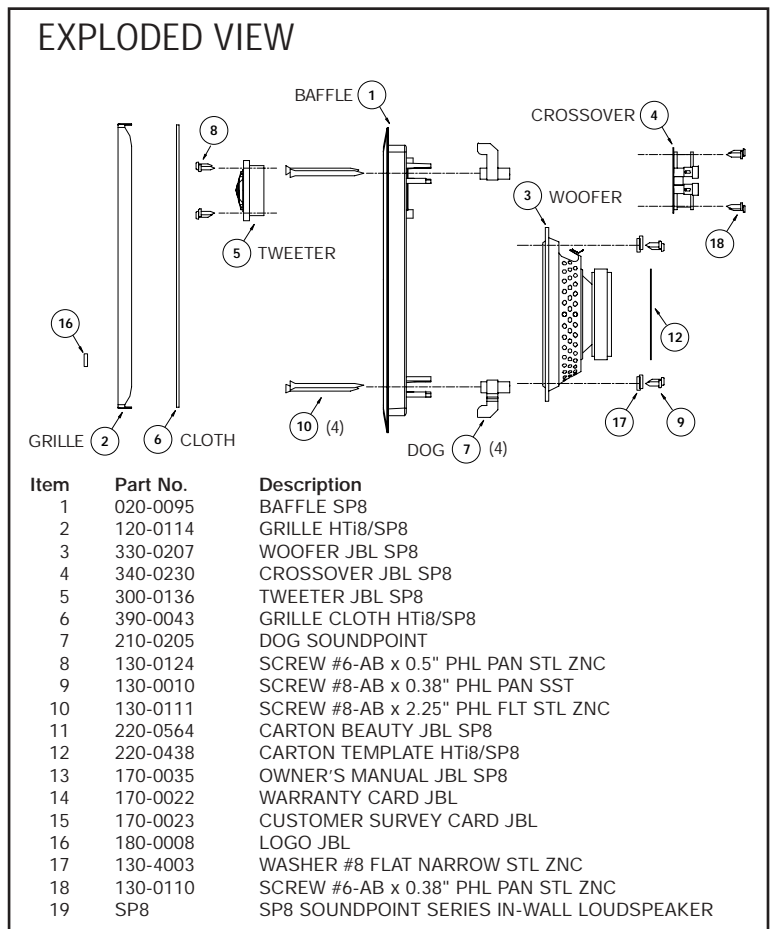 EXPLODED VIEW
BAFFLE 1
CROSSOVER 4
8
3 WOOFER
18
5 TWEETER
16
12
10 (4)
17
9
GRILLE 2
6 CLOTH
DOG 7 (4)
Item Part No. Description
1 020-0095 BAFFLE SP8
2 120-0114 GRILLE HTi8/SP8
3 330-0207 WOOFER JBL SP8
4 340-0230 CROSSOVER JBL SP8
5 300-0136 TWEETER JBL SP8
6 390-0043 GRILLE CLOTH HTi8/SP8
7 210-0205 DOG SOUNDPOINT
8 130-0124 SCREW #6-AB x 0.5" PHL PAN STL ZNC
9 130-0010 SCREW #8-AB x 0.38" PHL PAN SST
10 130-0111 SCREW #8-AB x 2.25" PHL FLT STL ZNC
11 220-0564 CARTON BEAUTY JBL SP8
12 220-0438 CARTON TEMPLATE HTi8/SP8
13 170-0035 OWNER'S MANUAL JBL SP8
14 170-0022 WARRANTY CARD JBL
15 170-0023 CUSTOMER SURVEY CARD JBL
16 180-0008 LOGO JBL
17 130-4003 WASHER #8 FLAT NARROW STL ZNC
18 130-0110 SCREW #6-AB x 0.38" PHL PAN STL ZNC
19 SP8 SP8 SOUNDPOINT SERIES IN-WALL LOUDSPEAKER